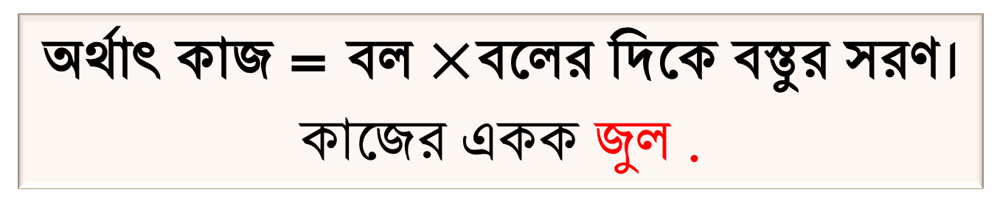 অর্থাৎ কাজ = বল ×বলের দিকে বস্তুর সরণ।
কাজের একক জুল .